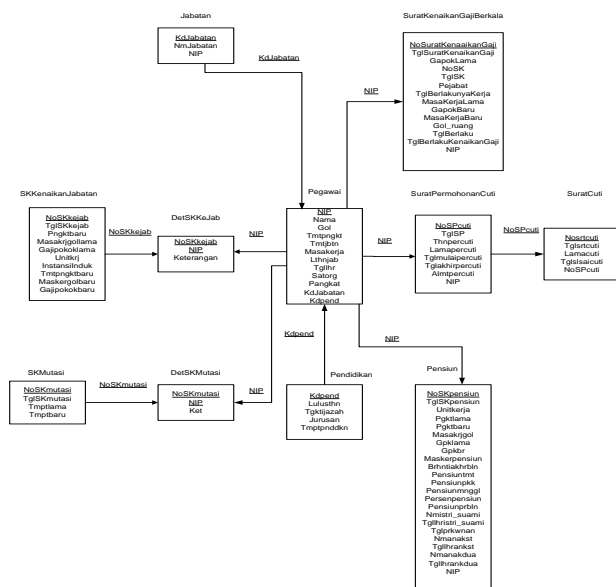 Jabatan
KdJabatan
NmJabatan
NIP
KdJabatan
SuratKenaikanGajiBerkala
NoSuratKenaaikanGaji
TglSuratKenaikanGaji
GapokLama
NoSK
TglSK
Pejabat
TglBerlakunyaKerja
MasaKerjaLama
GapokBaru
MasaKerjaBaru
Gol_ruang
TglBerlaku
TglBerlakuKenaikanGaji
NIP
NIP
SKKenaikanJabatan
NoSKkejab
TglSKkejab
Pngktbaru
Masakrjgollama
Gajipokoklama
Unitkrj
InstansiInduk
Tmtpngktbaru
Maskergolbaru
Gajipokokbaru
NoSKkejab
DetSKKeJab
NoSKkejab
NIP
Keterangan
NIP
Pegawai
NIP
Nama
Gol
Tmtpngkt
Tmtjbtn
Masakerja
Lthnjab
Tgllhr
Satorg
Pangkat
KdJabatan
Kdpend
NIP
SuratPermohonanCuti
NoSPcuti
TglSP
Thnpercuti
Lamapercuti
Tglmulaipercuti
Tglakhirpercuti
Almtpercuti
NIP
NoSPcuti
SuratCuti
Nosrtcuti
Tglsrtcuti
Lamacuti
Tglslsaicuti
NoSPcuti
SKMutasi
NoSKmutasi
TglSKmutasi
Tmptlama
Tmptbaru
NoSKmutasi
DetSKMutasi
NoSKmutasi
NIP
Ket
NIP
Kdpend
Pendidikan
Kdpend
Lulusthn
Tgktijazah
Jurusan
Tmptpnddkn
NIP
Pensiun
NoSKpensiun
TglSKpensiun
Unitkerja
Pgktlama
Pgktbaru
Masakrjgol
Gpklama
Gpkbr
Maskerpensiun
Brhntiakhrbln
Pensiuntmt
Pensiunpkk
Pensiunmnggl
Persenpensiun
Pensiunprbln
Nmistri_suami
Tgllhristri_suami
Tglprkwnan
Nmanakst
Tgllhrankst
Nmanakdua
Tgllhrankdua
NIP